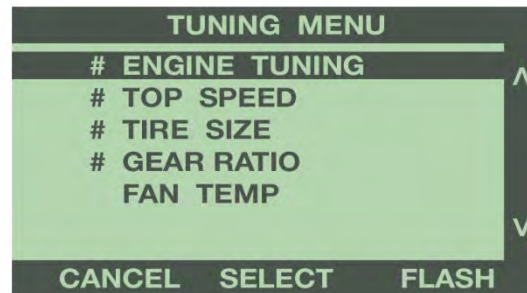 TUNING MENU
# ENGINE TUNING
# TOP SPEED
# TIRE SIZE
# GEAR RATIO
FAN TEMP
CANCEL SELECT FLASH